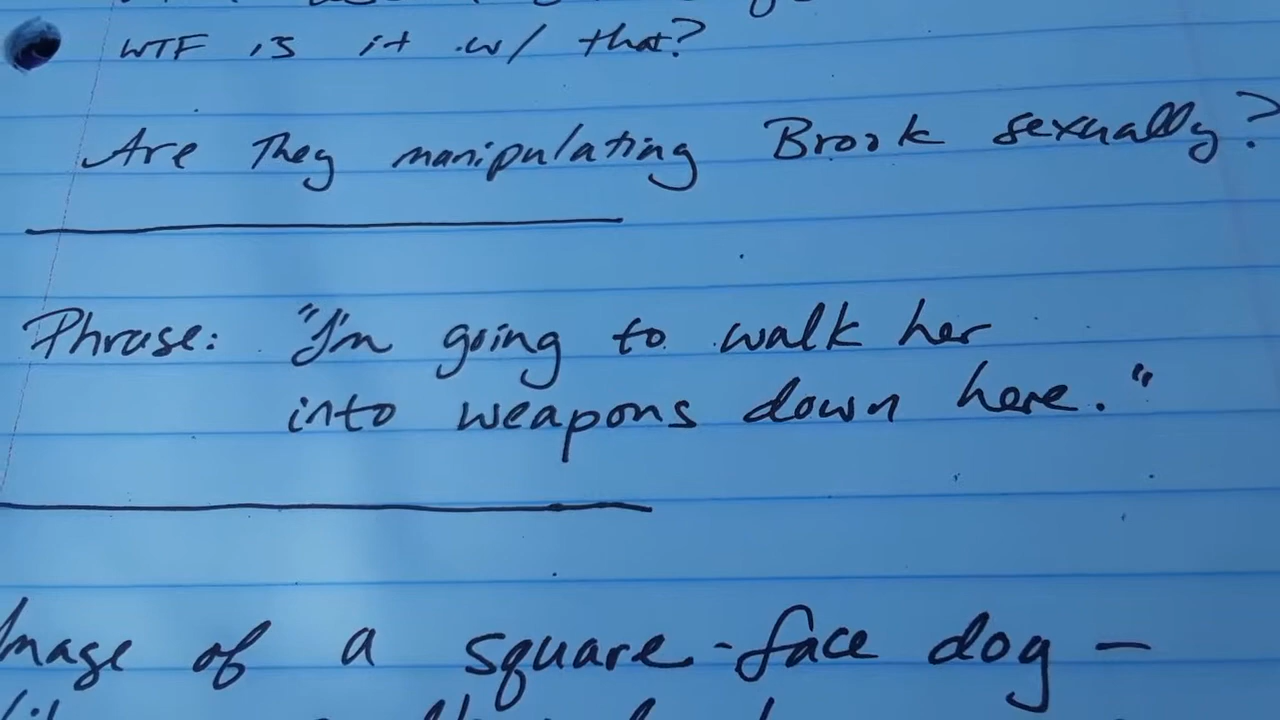 WTF is it w/ that?
Are They manipulating Brook sexually?
Phrase: "I'm going to walk her
into weapons down here."
Image of a square-face dog —